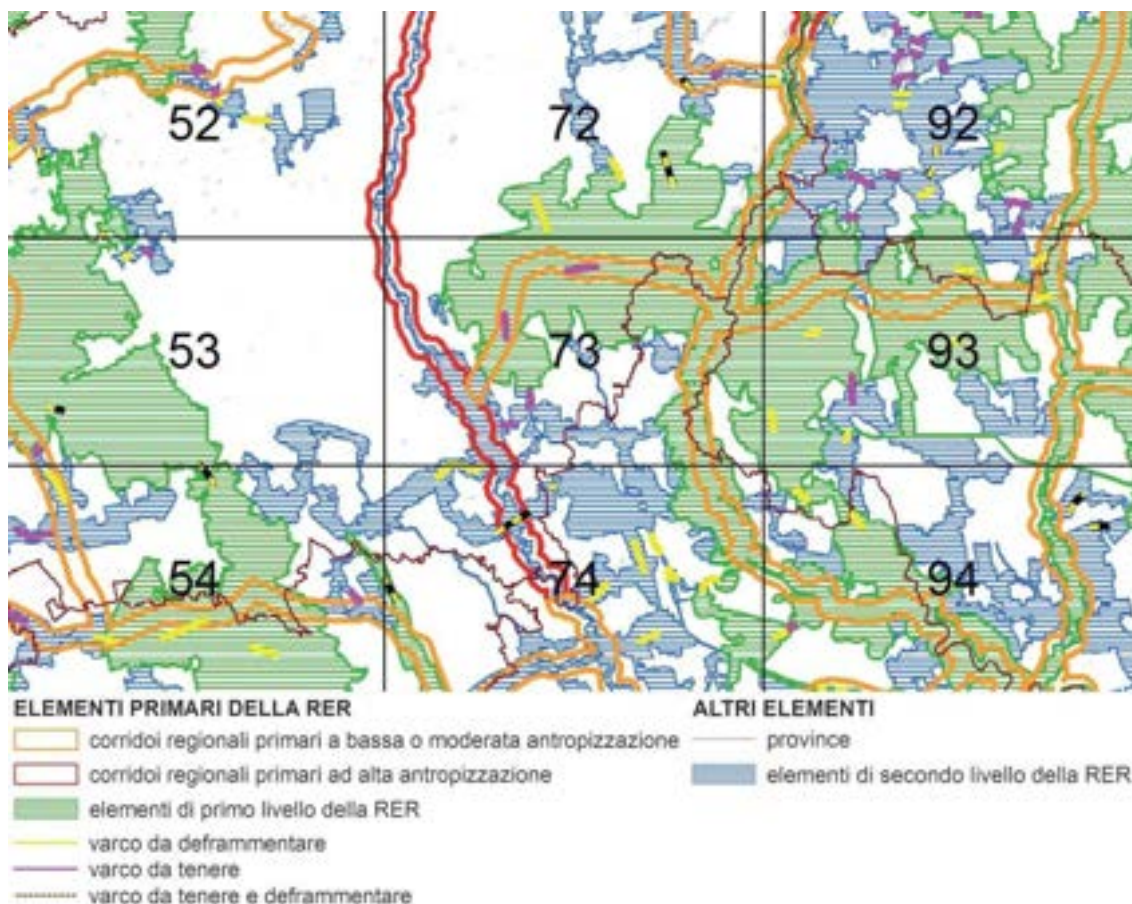 52 72 92
53 73 93
54 74 94
ELEMENTI PRIMARI DELLA RER
corridoi regionali primari a bassa o moderata antropizzazione
corridoi regionali primari ad alta antropizzazione
elementi di primo livello della RER
varco da deframmentare
varco da tenere
varco da tenere e deframmentare
ALTRI ELEMENTI
province
elementi di secondo livello della RER